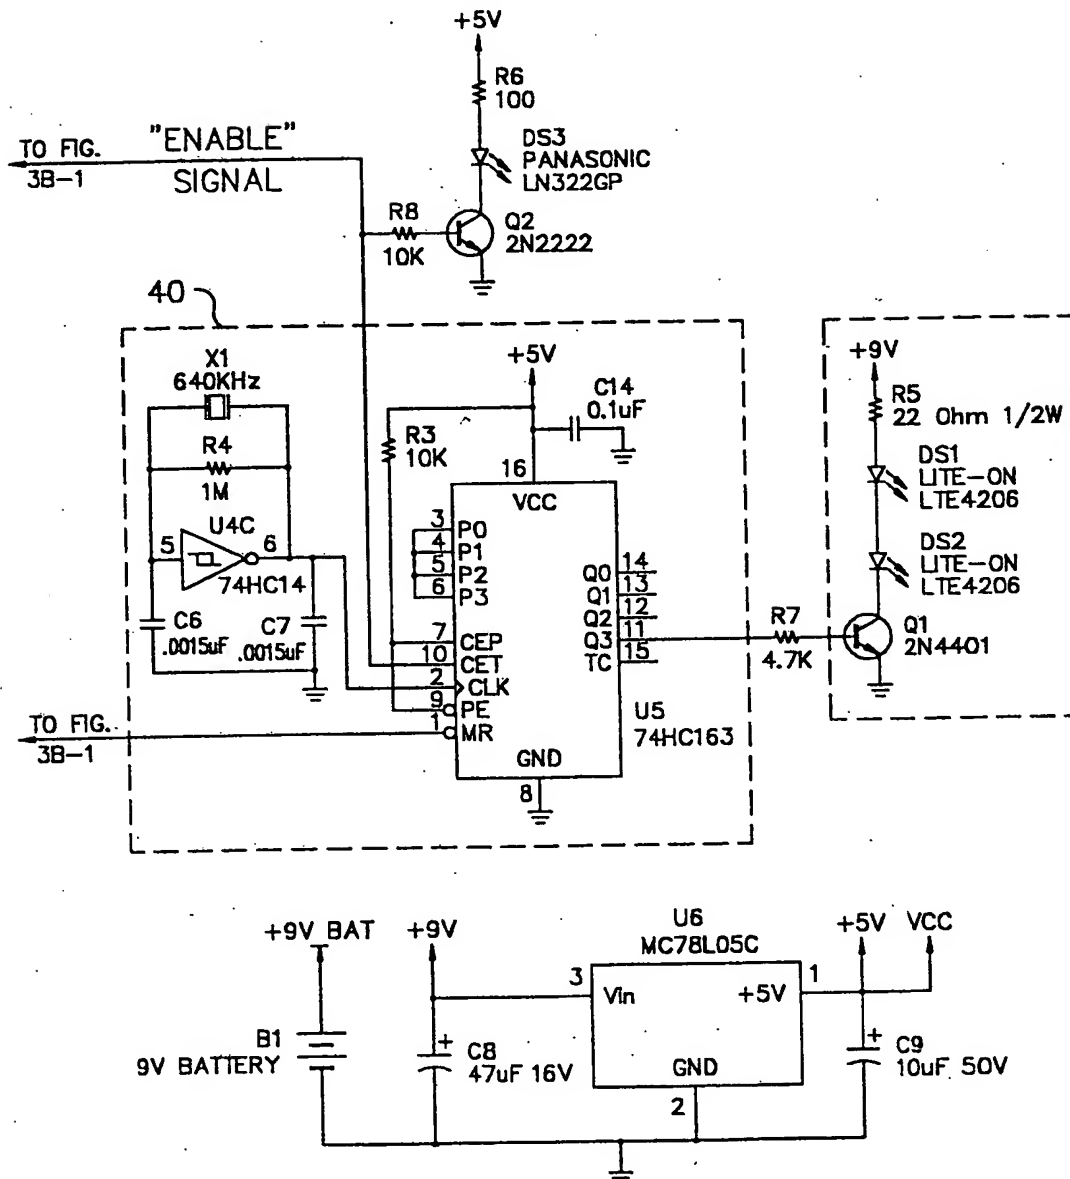 +5V
R6
100
"ENABLE"
SIGNAL
TO FIG.
3B-1
DS3
PANASONIC
LN322GP
R8
10K
Q2
2N2222
40
X1
640KHz
R4
1M
U4C
5
6
74HC14
C6
.0015uF
C7
.0015uF
+5V
C14
0.1uF
R3
10K
16
VCC
3
P0
4
P1
5
P2
6
P3
7
CEP
10
CET
2
CLK
9
PE
1
MR
Q0
14
Q1
13
Q2
12
Q3
11
TC
15
GND
8
U5
74HC163
TO FIG.
3B-1
R7
4.7K
+9V
R5
22 Ohm 1/2W
DS1
LITE-ON
LTE4206
DS2
LITE-ON
LTE4206
Q1
2N4401
+9V BAT
B1
9V BATTERY
+9V
C8
+
47uF 16V
U6
MC78L05C
3
Vin
+5V
1
GND
2
+5V
VCC
+
C9
10uF 50V